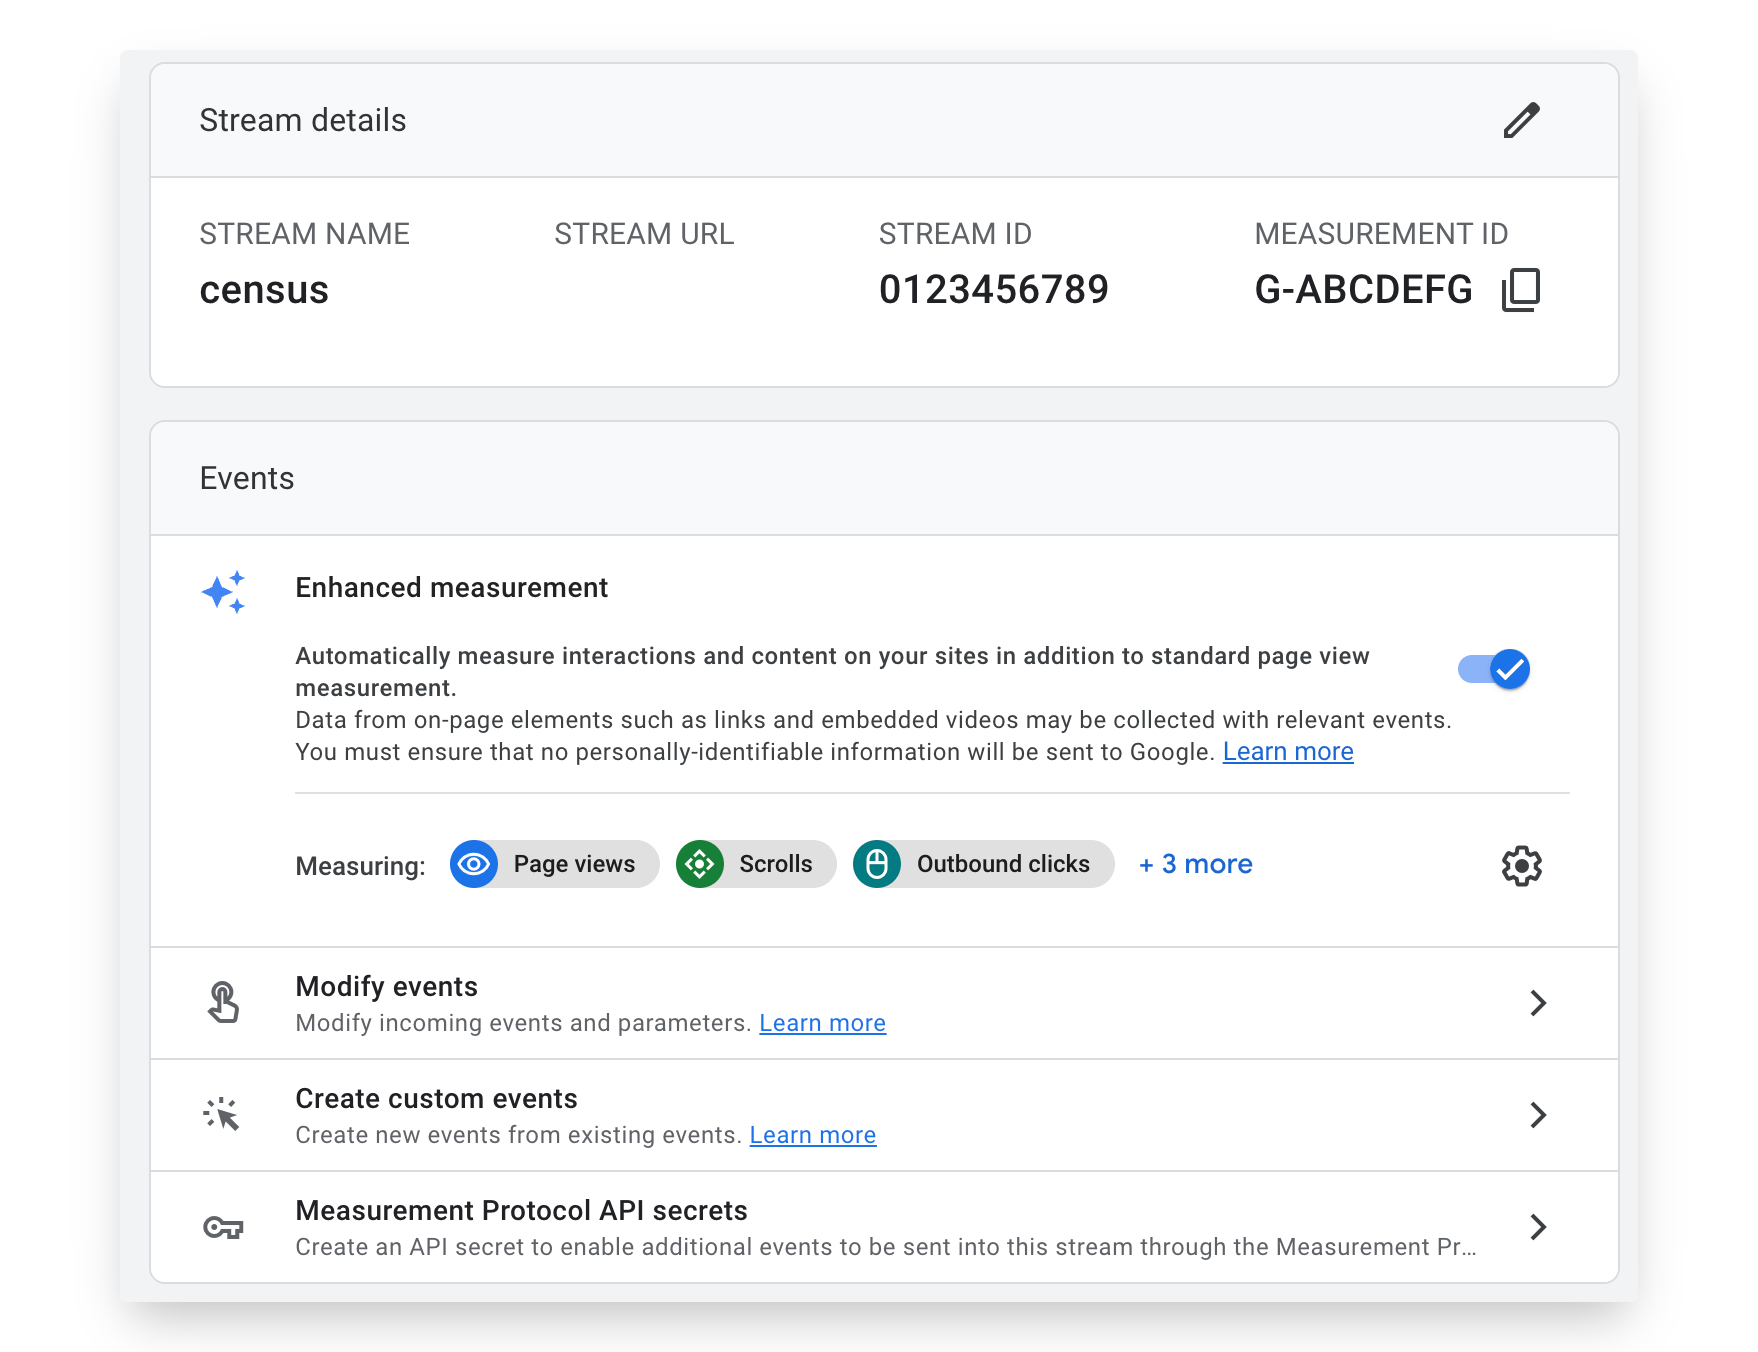 Stream details
STREAM NAME
census
STREAM URL
STREAM ID
0123456789
MEASUREMENT ID
G-ABCDEFG
Events
Enhanced measurement
Automatically measure interactions and content on your sites in addition to standard page view
measurement.
Data from on-page elements such as links and embedded videos may be collected with relevant events.
You must ensure that no personally-identifiable information will be sent to Google. Learn more
Measuring: Page views Scrolls Outbound clicks + 3 more
Modify events
Modify incoming events and parameters. Learn more
Create custom events
Create new events from existing events. Learn more
Measurement Protocol API secrets
Create an API secret to enable additional events to be sent into this stream through the Measurement Pr...